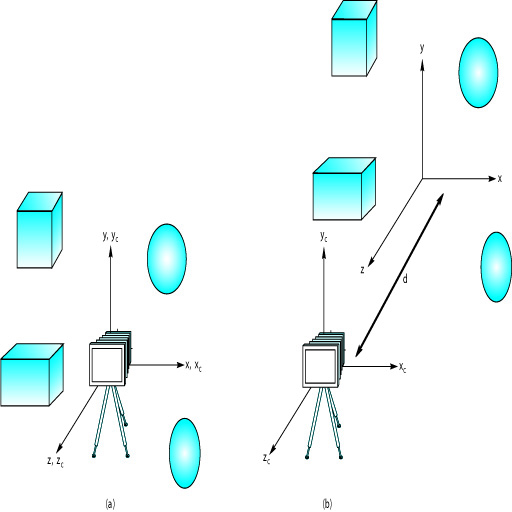 y
x
z
d
y, y_c
x, x_c
z, z_c
y_c
x_c
z_c
(a)
(b)